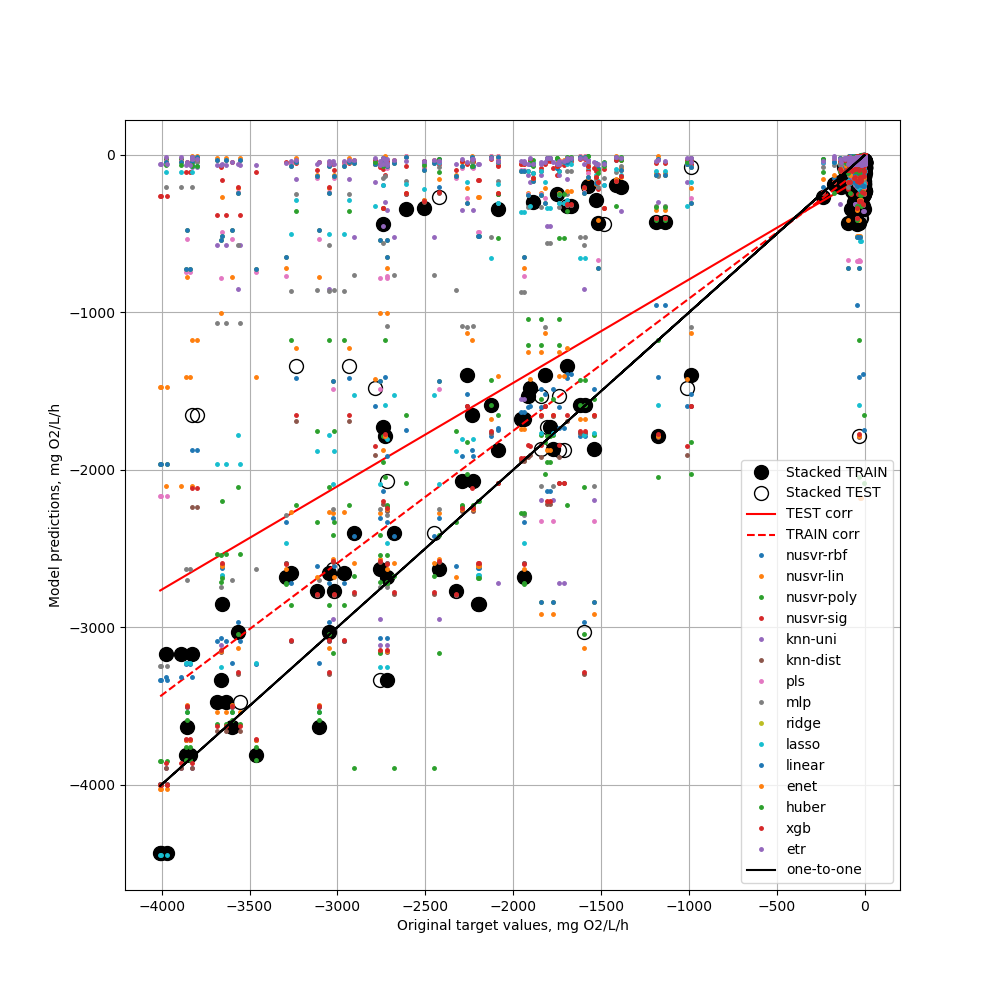 0
−1000
−2000
−3000
−4000
Model predictions, mg O2/L/h
−4000 −3500 −3000 −2500 −2000 −1500 −1000 −500 0
Original target values, mg O2/L/h
Stacked TRAIN
Stacked TEST
TEST corr
TRAIN corr
nusvr-rbf
nusvr-lin
nusvr-poly
nusvr-sig
knn-uni
knn-dist
pls
mlp
ridge
lasso
linear
enet
huber
xgb
etr
one-to-one